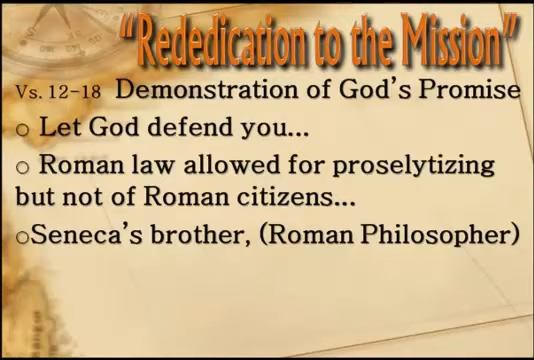 “Rededication to the Mission”
Vs. 12-18 Demonstration of God’s Promise
o Let God defend you...
o Roman law allowed for proselytizing
but not of Roman citizens...
oSeneca’s brother, (Roman Philosopher)